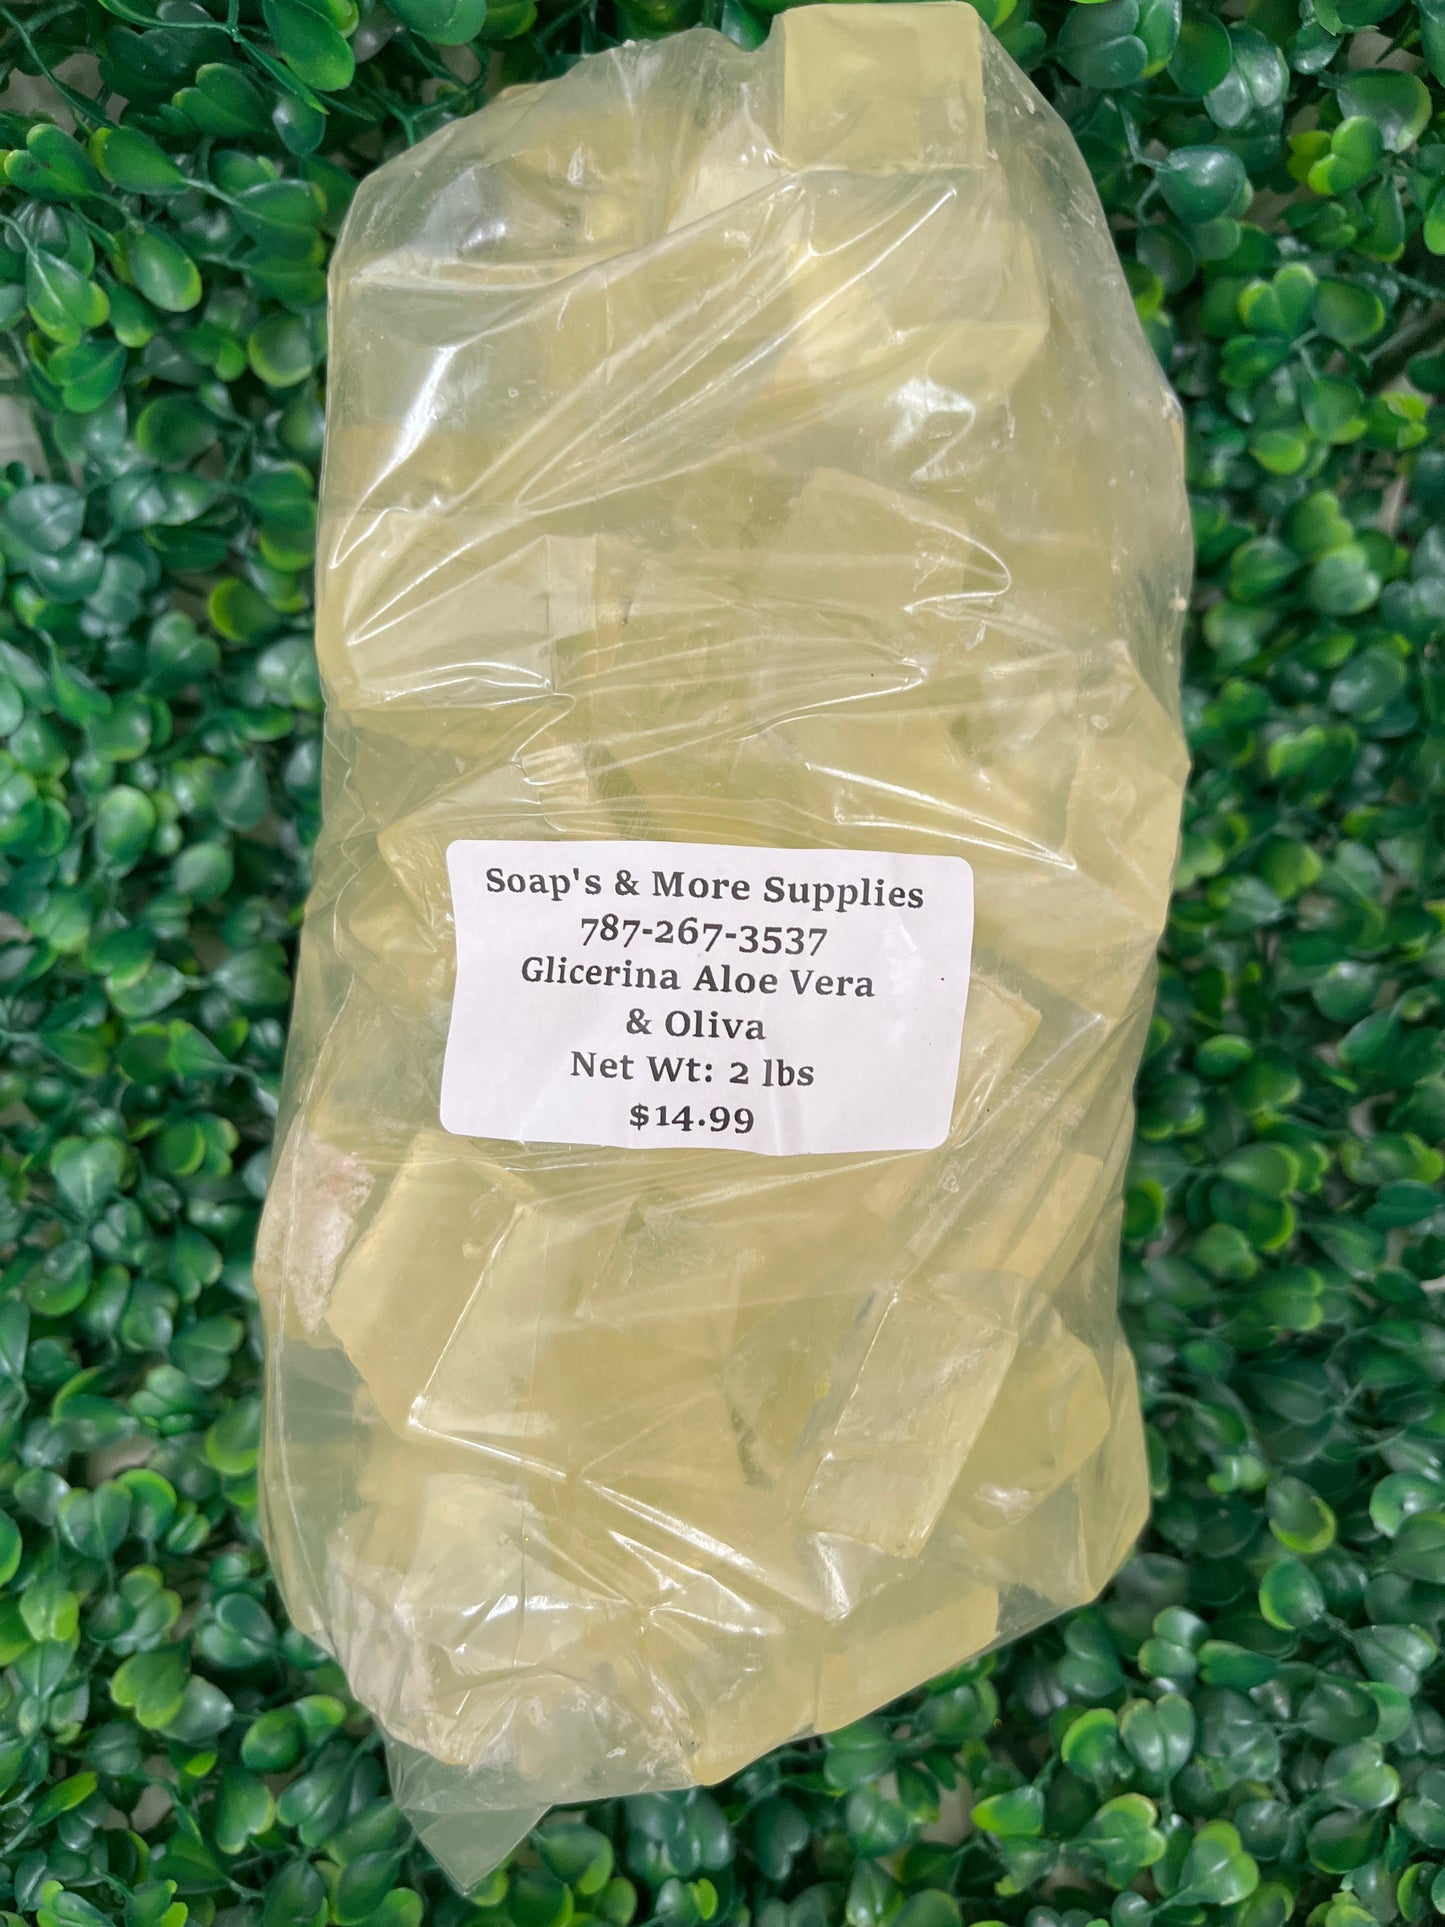 Soap's & More Supplies
787-267-3537
Glicerina Aloe Vera
& Oliva
Net Wt: 2 lbs
$14.99